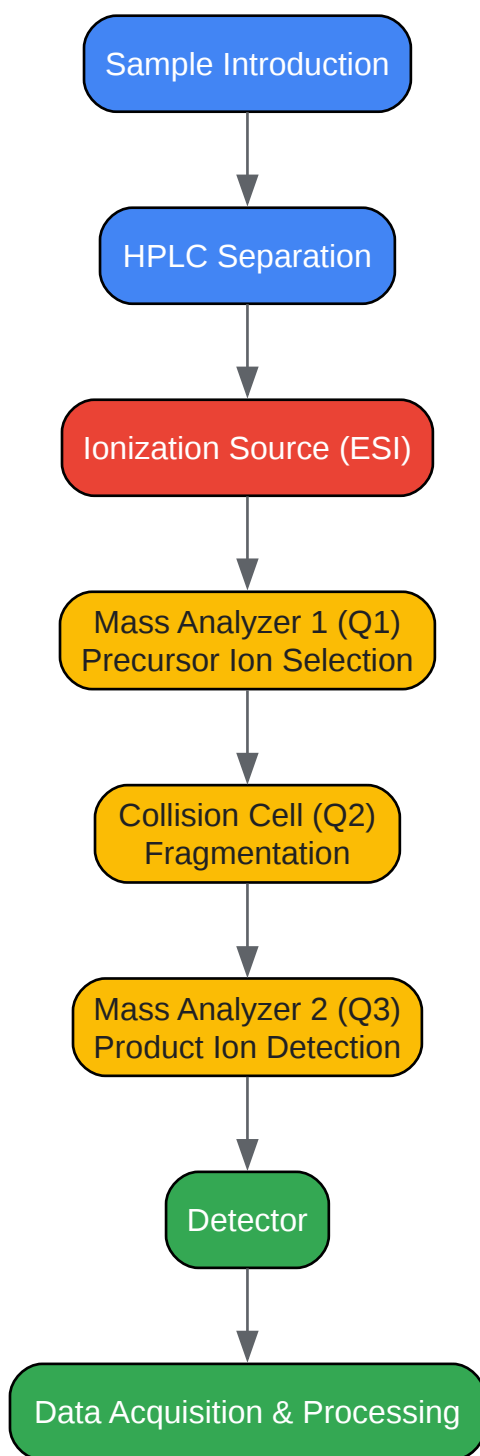 Sample Introduction
HPLC Separation
Ionization Source (ESI)
Mass Analyzer 1 (Q1)
Precursor Ion Selection
Collision Cell (Q2)
Fragmentation
Mass Analyzer 2 (Q3)
Product Ion Detection
Detector
Data Acquisition & Processing